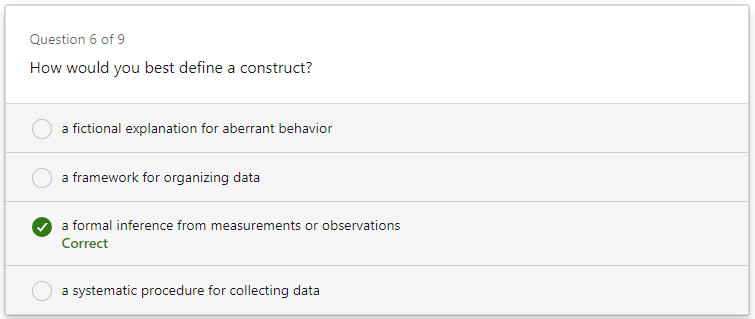 Question 6 of 9
How would you best define a construct?
a fictional explanation for aberrant behavior
a framework for organizing data
a formal inference from measurements or observations
Correct
a systematic procedure for collecting data